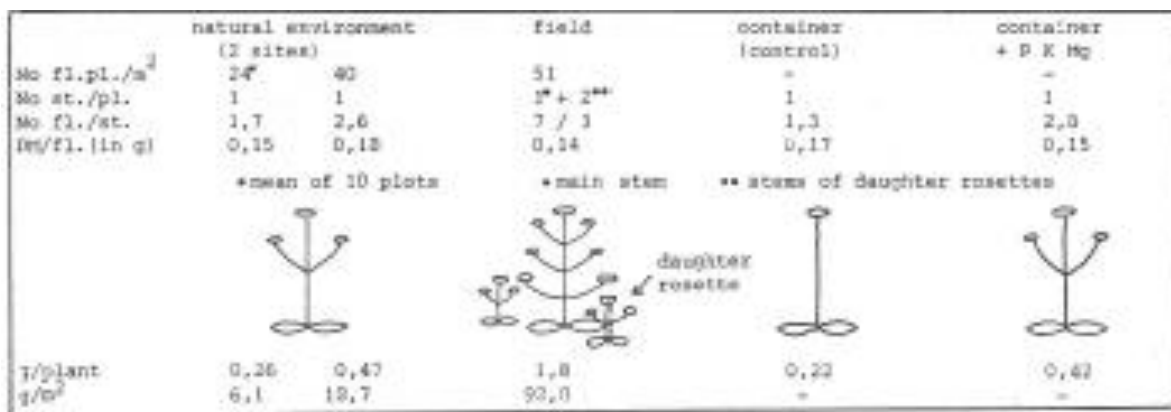 natural environment field container container
(2 sites) (control) + P K Mg
No fl.pl./m² 24* 40 51 - -
No st./pl. 1 1 1*+ 2** 1 1
No fl./st. 1,7 2,6 7 / 3 1,3 2,8
DM/fl.(in g) 0,15 0,18 0,14 0,17 0,15
*mean of 10 plots *main stem ** stems of daughter rosettes
daughter
rosette
g/plant 0,26 0,47 1,8 0,22 0,42
g/m² 6,1 18,7 -  -